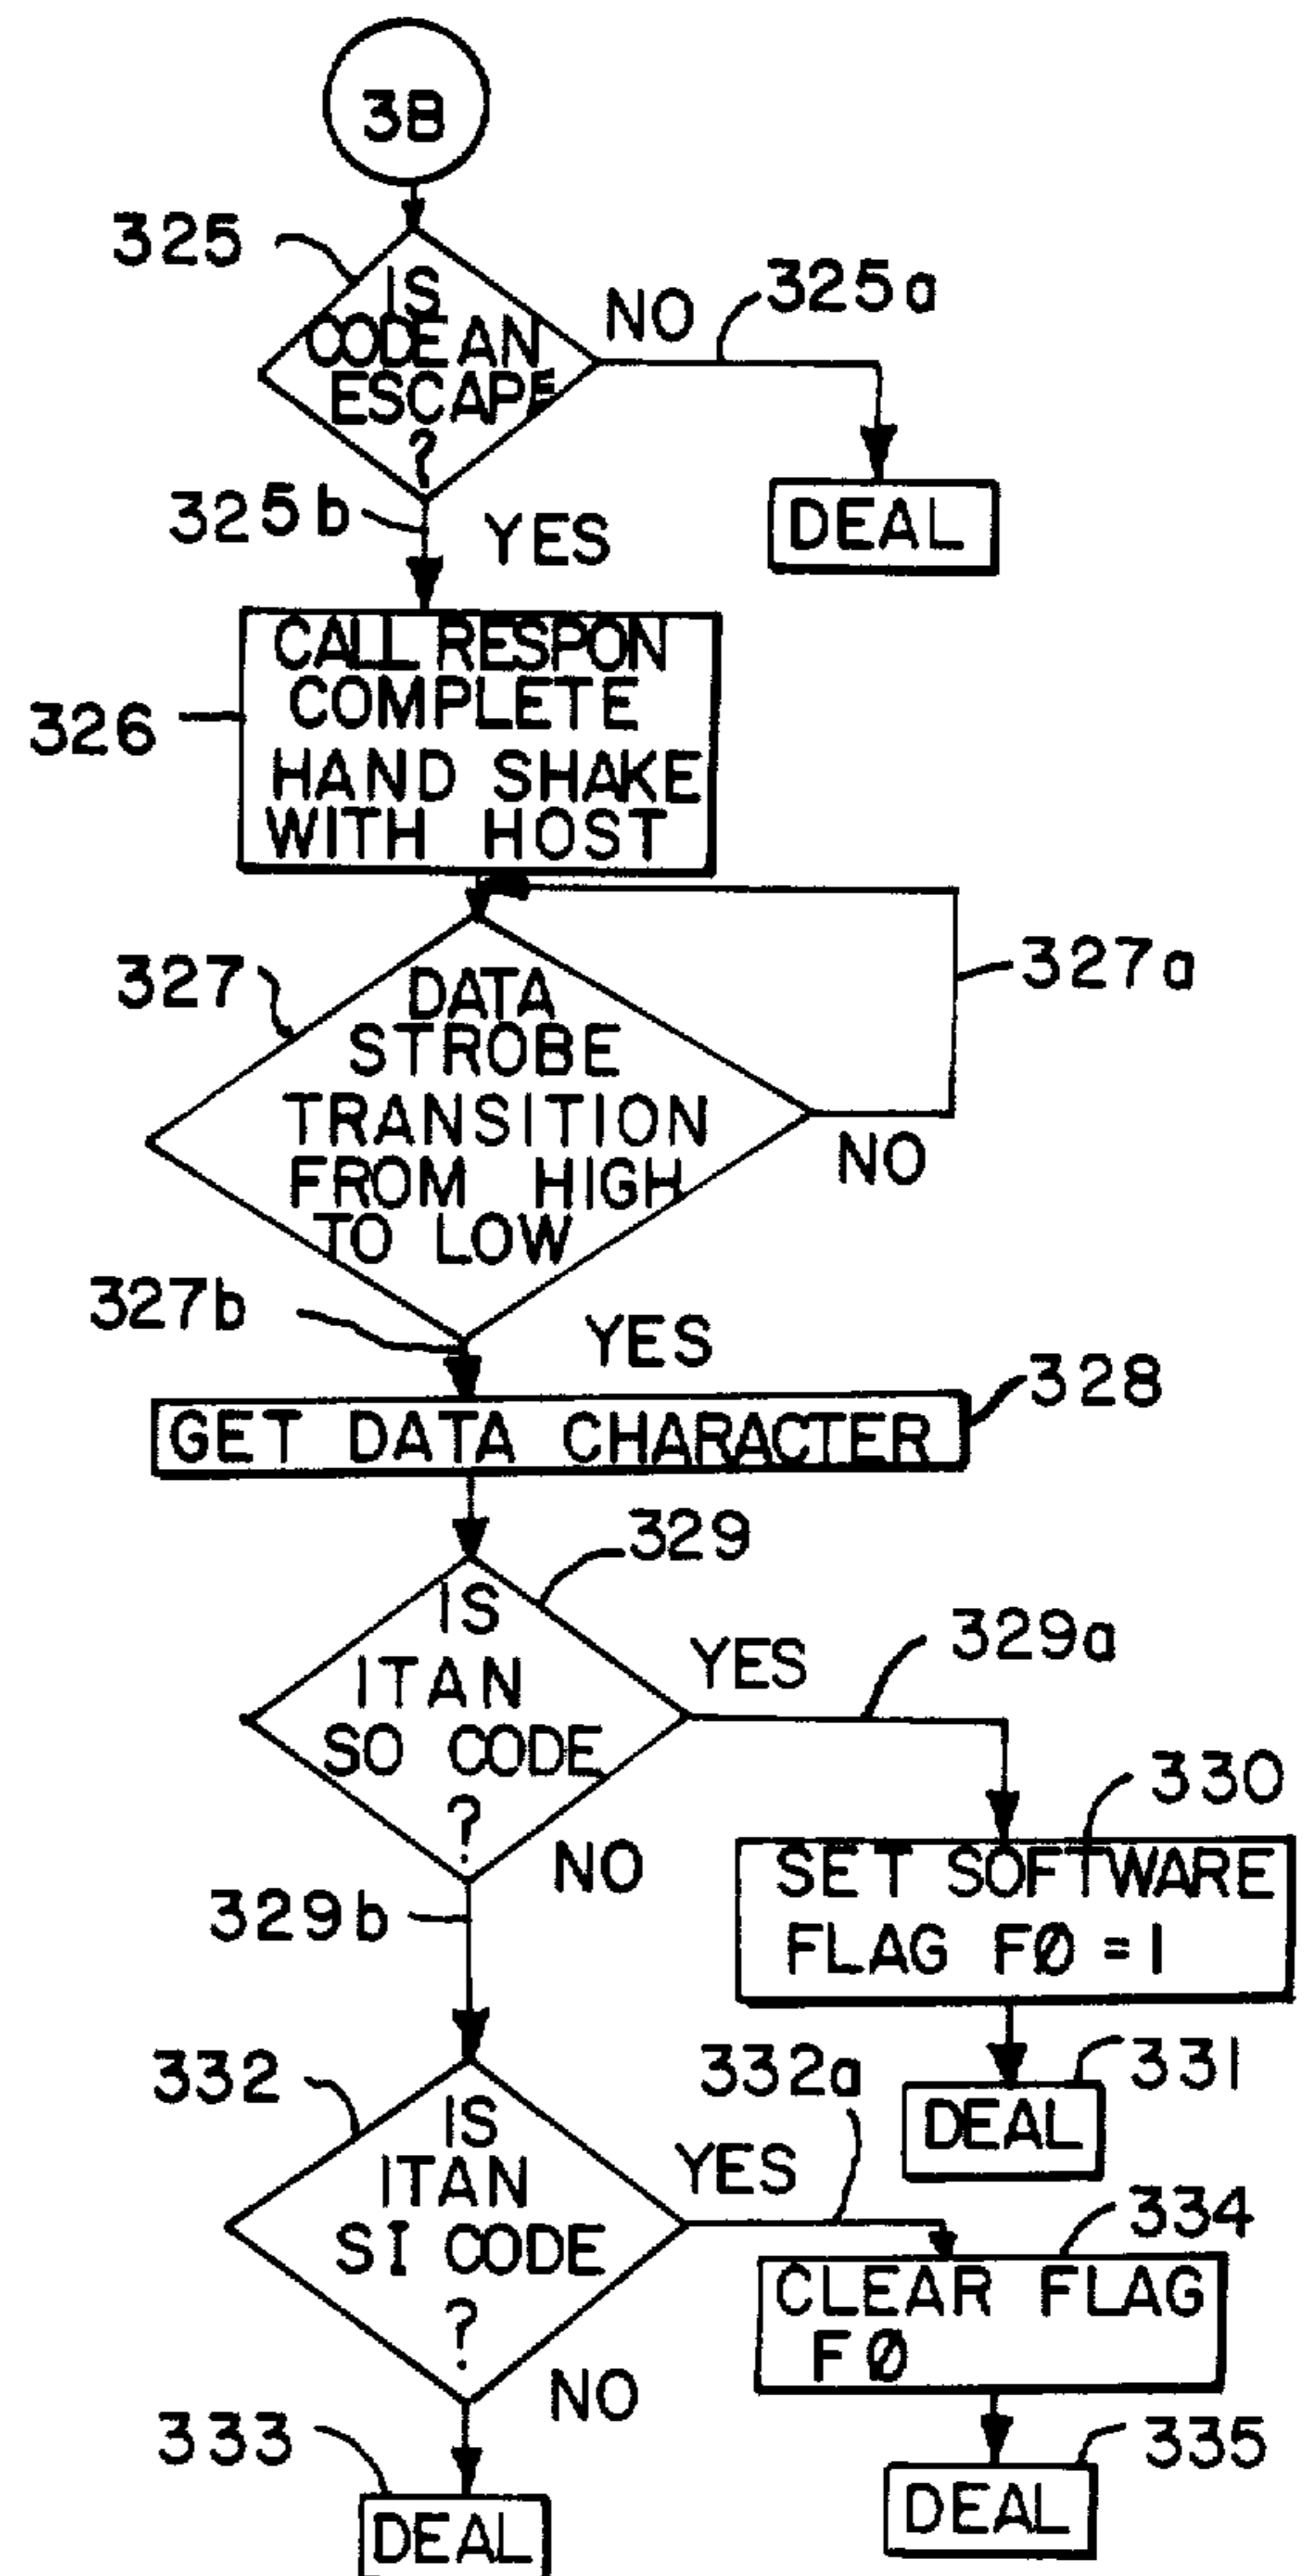 3B
325
IS
CODE AN
ESCAPE
?
NO
325a
DEAL
325b
YES
CALL RESPON
COMPLETE
HAND SHAKE
WITH HOST
326
327
DATA
STROBE
TRANSITION
FROM HIGH
TO LOW
327a
NO
327b
YES
GET DATA CHARACTER
328
329
IS
IT AN
SO CODE
?
YES
329a
330
SET SOFTWARE
FLAG FØ = 1
NO
329b
331
DEAL
332
IS
IT AN
SI CODE
?
332a
YES
334
CLEAR FLAG
FØ
NO
333
DEAL
335
DEAL